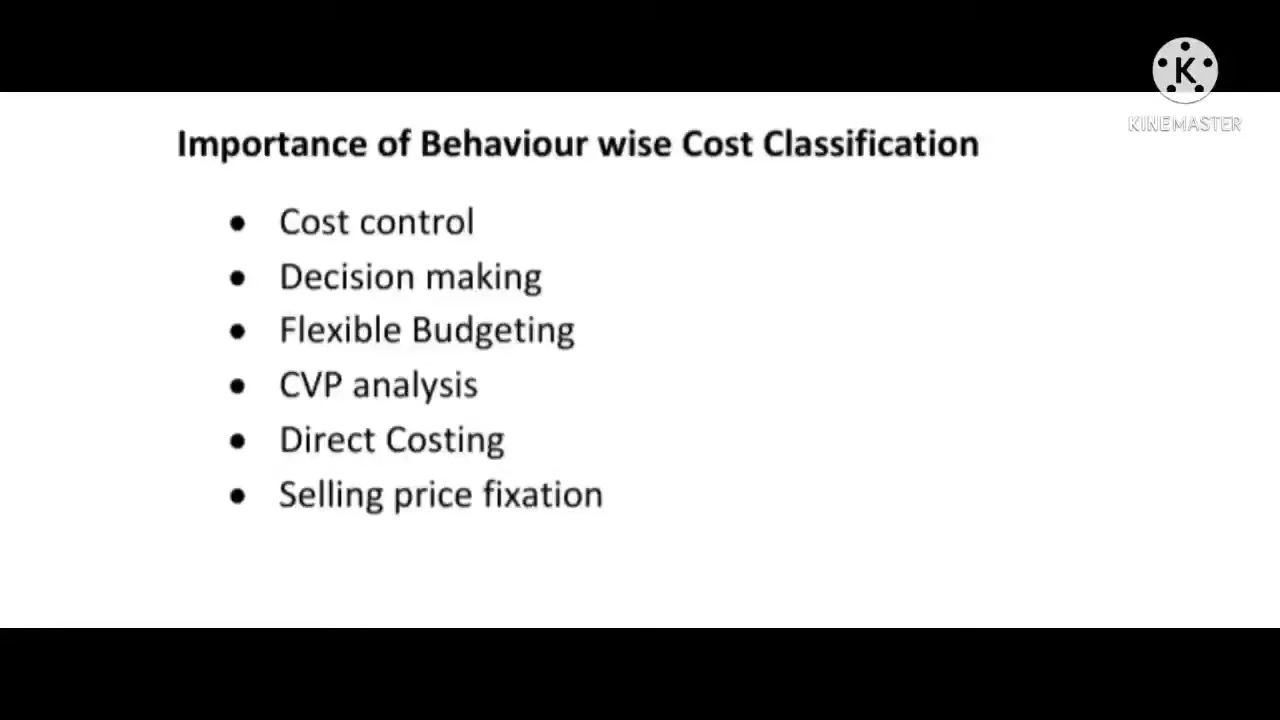 K
KINEMASTER
Importance of Behaviour wise Cost Classification
• Cost control
• Decision making
• Flexible Budgeting
• CVP analysis
• Direct Costing
• Selling price fixation